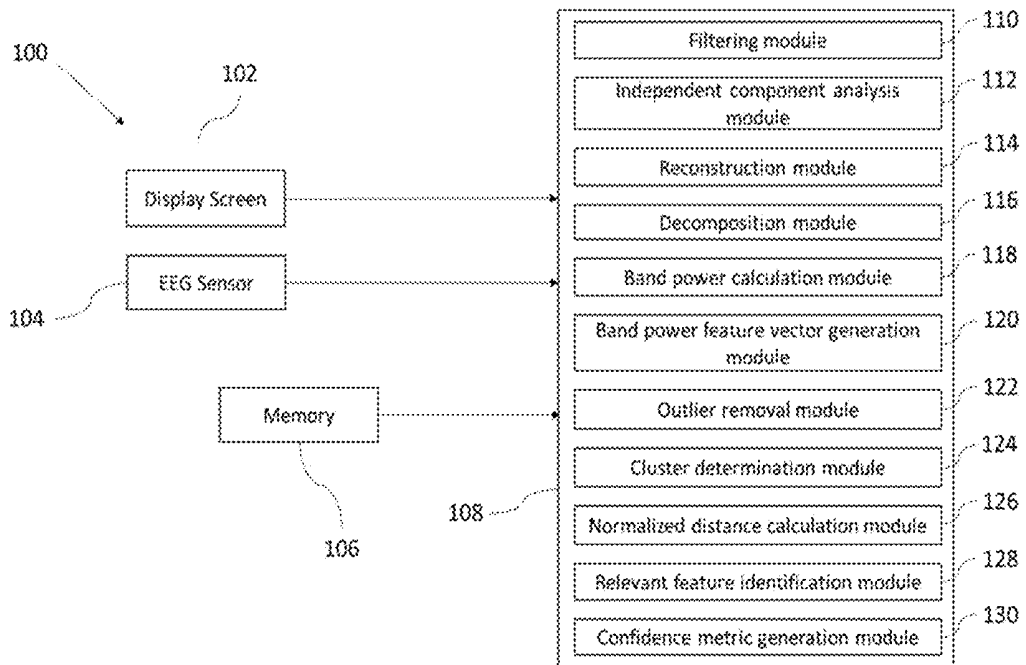 110
Filtering module
100
102
112
Independent component analysis
module
114
Reconstruction module
Display Screen
116
Decomposition module
118
EEG Sensor
Band power calculation module
104
120
Band power feature vector generation
module
122
Memory
Outlier removal module
124
Cluster determination module
126
108
Normalized distance calculation module
106
128
Relevant feature identification module
130
Confidence metric generation module